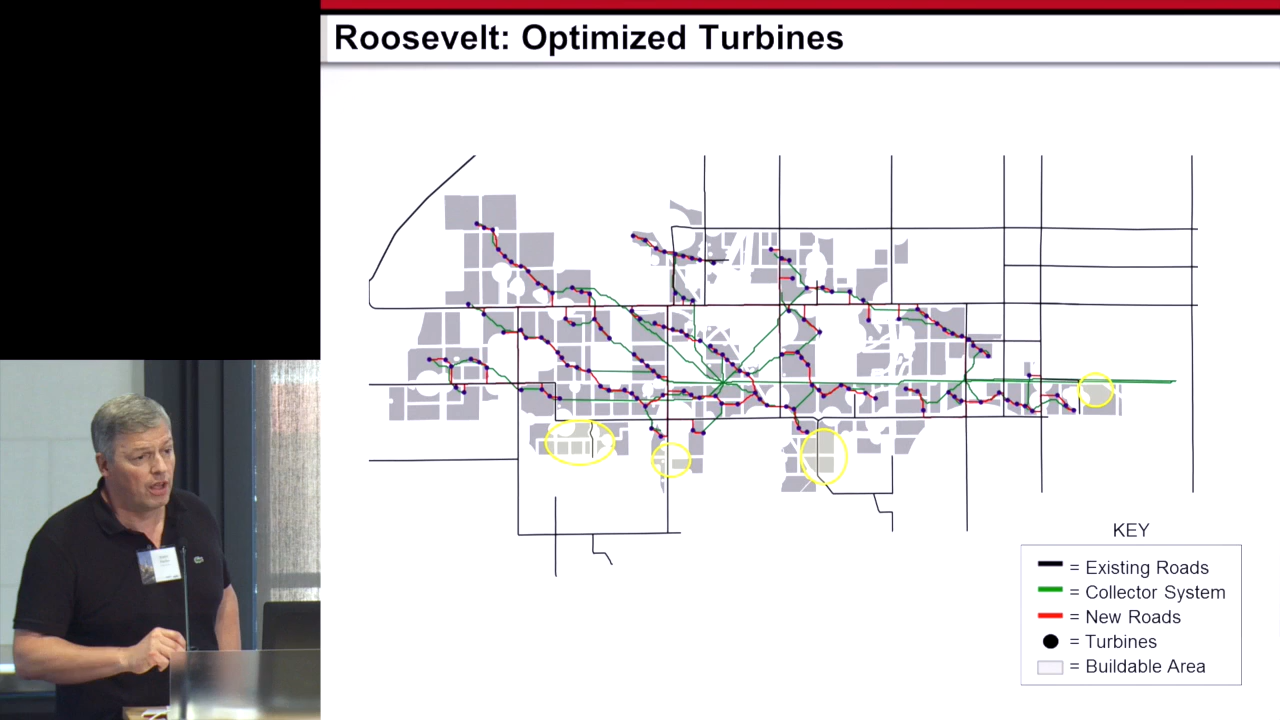 Roosevelt: Optimized Turbines
KEY
= Existing Roads
= Collector System
= New Roads
= Turbines
= Buildable Area